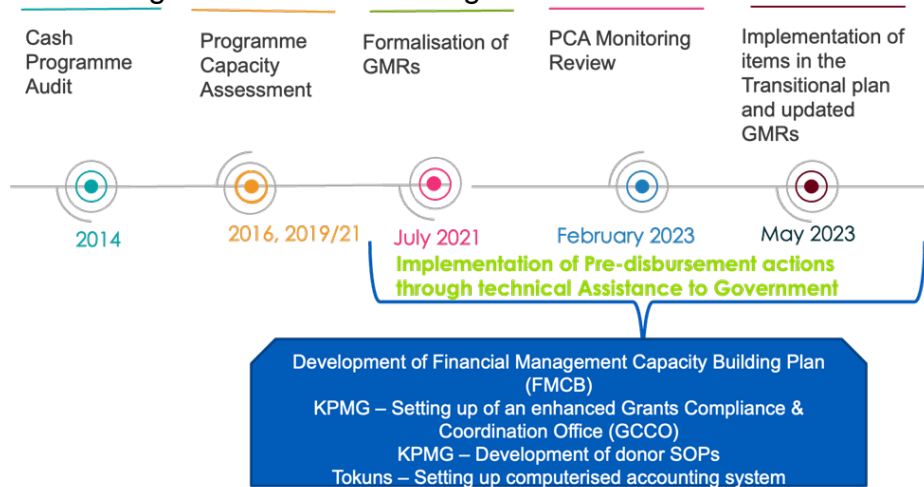 Cash
Programme
Audit
Programme
Capacity
Assessment
Formalisation of
GMRs
PCA Monitoring
Review
Implementation of
items in the
Transitional plan
and updated
GMRs
2014
2016, 2019/21
July 2021
February 2023
May 2023
Implementation of Pre-disbursement actions
through technical Assistance to Government
Development of Financial Management Capacity Building Plan
(FMCB)
KPMG – Setting up of an enhanced Grants Compliance &
Coordination Office (GCCO)
KPMG – Development of donor SOPs
Tokuns – Setting up computerised accounting system